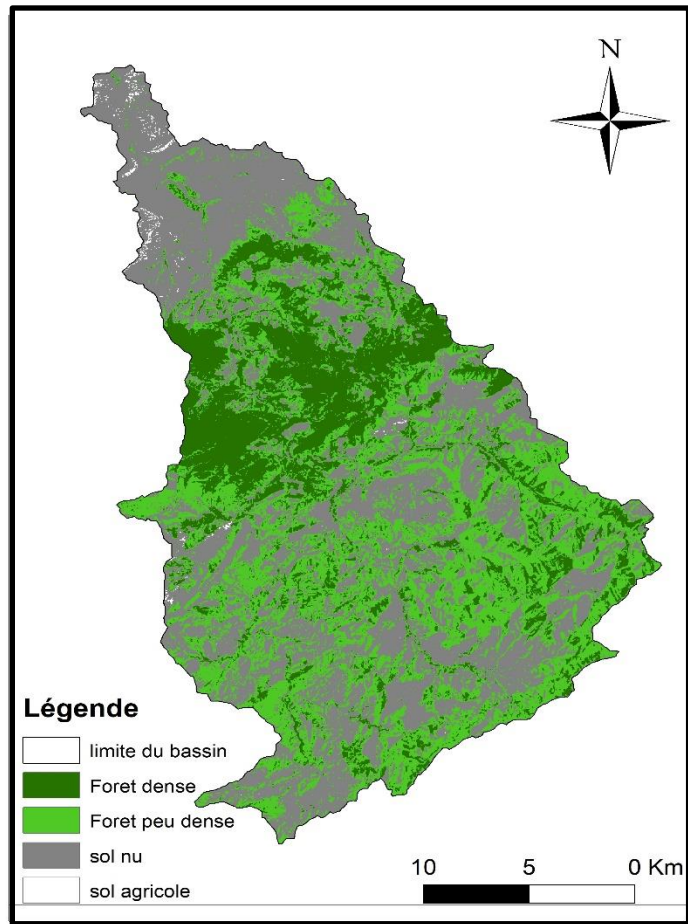 N
Légende
limite du bassin
Foret dense
Foret peu dense
sol nu
sol agricole
10 5 0 Km